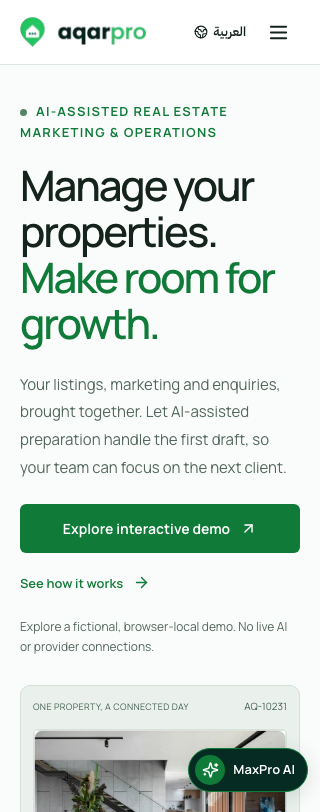 aqarpro
العربية
AI-ASSISTED REAL ESTATE
MARKETING & OPERATIONS
Manage your
properties.
Make room for
growth.
Your listings, marketing and enquiries,
brought together. Let AI-assisted
preparation handle the first draft, so
your team can focus on the next client.
Explore interactive demo
See how it works
Explore a fictional, browser-local demo. No live AI
or provider connections.
ONE PROPERTY, A CONNECTED DAY
AQ-10231
MaxPro AI